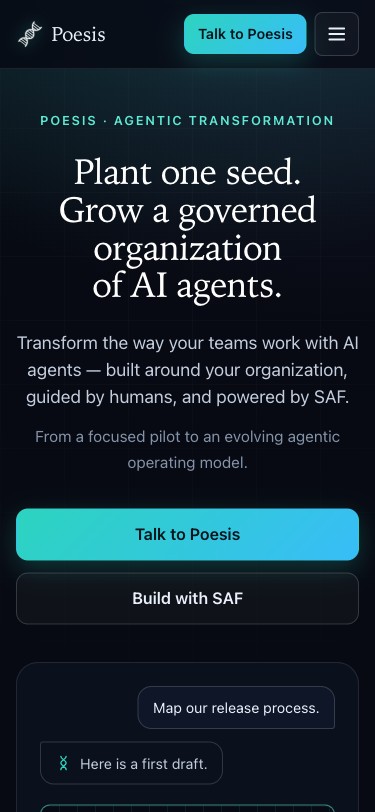 Poesis
Talk to Poesis
POESIS · AGENTIC TRANSFORMATION
Plant one seed.
Grow a governed
organization
of AI agents.
Transform the way your teams work with AI
agents — built around your organization,
guided by humans, and powered by SAF.
From a focused pilot to an evolving agentic
operating model.
Talk to Poesis
Build with SAF
Map our release process.
Here is a first draft.